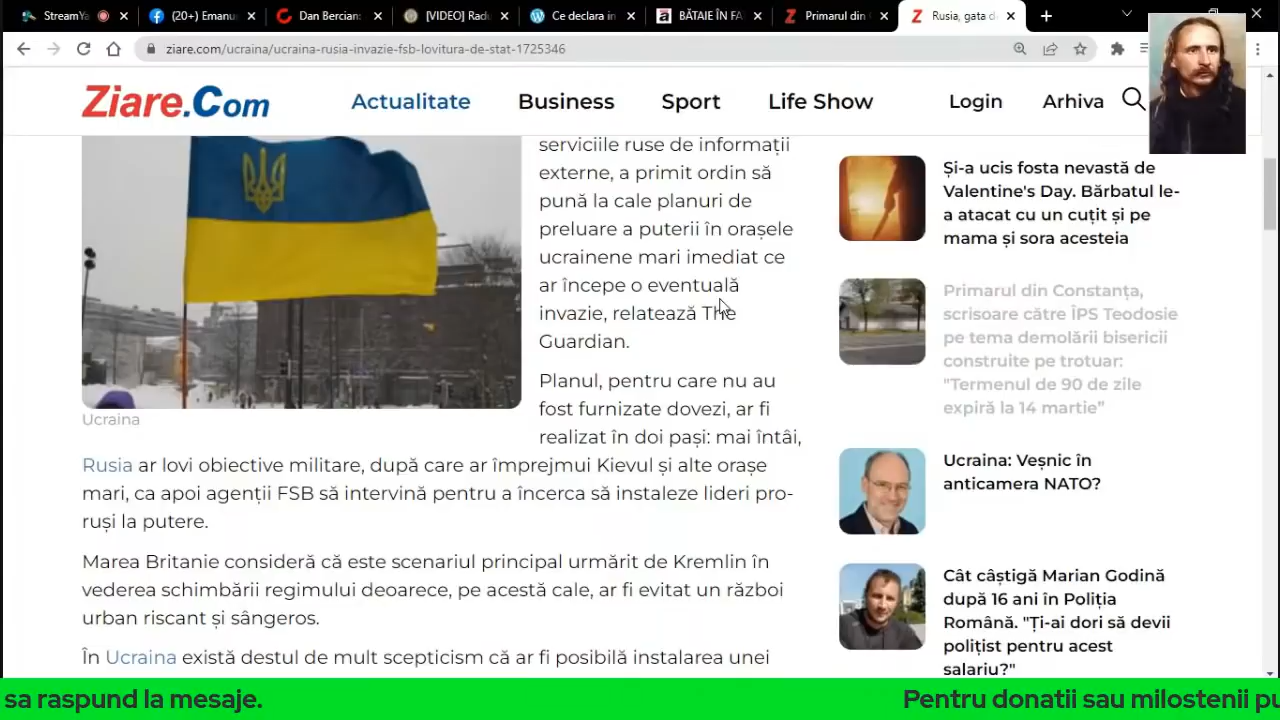 StreamYa
(20+) Emanu
Dan Bercian
[VIDEO] Radu
Ce declara in
BĂTAIE ÎN FA
Primarul din
Rusia, gata d
ziare.com/ucraina/ucraina-rusia-invazie-fsb-lovitura-de-stat-1725346
Ziare.Com
Actualitate
Business
Sport
Life Show
Login
Arhiva
serviciile ruse de informații
externe, a primit ordin să
pună la cale planuri de
preluare a puterii în orașele
ucrainene mari imediat ce
ar începe o eventuală
invazie, relatează The
Guardian.
Ucraina
Planul, pentru care nu au
fost furnizate dovezi, ar fi
realizat în doi pași: mai întâi,
Rusia ar lovi obiective militare, după care ar împrejmui Kievul și alte orașe
mari, ca apoi agenții FSB să intervină pentru a încerca să instaleze lideri pro-
ruși la putere.
Marea Britanie consideră că este scenariul principal urmărit de Kremlin în
vederea schimbării regimului deoarece, pe acestă cale, ar fi evitat un război
urban riscant și sângeros.
În Ucraina există destul de mult scepticism că ar fi posibilă instalarea unei
Și-a ucis fosta nevastă de
Valentine's Day. Bărbatul le-
a atacat cu un cuțit și pe
mama și sora acesteia
Primarul din Constanța,
scrisoare către ÎPS Teodosie
pe tema demolării bisericii
construite pe trotuar:
"Termenul de 90 de zile
expiră la 14 martie”
Ucraina: Veșnic în
anticamera NATO?
Cât câștigă Marian Godină
după 16 ani în Poliția
Română. "Ți-ai dori să devii
polițist pentru acest
salariu?"
sa raspund la mesaje.
Pentru donatii sau milostenii pu